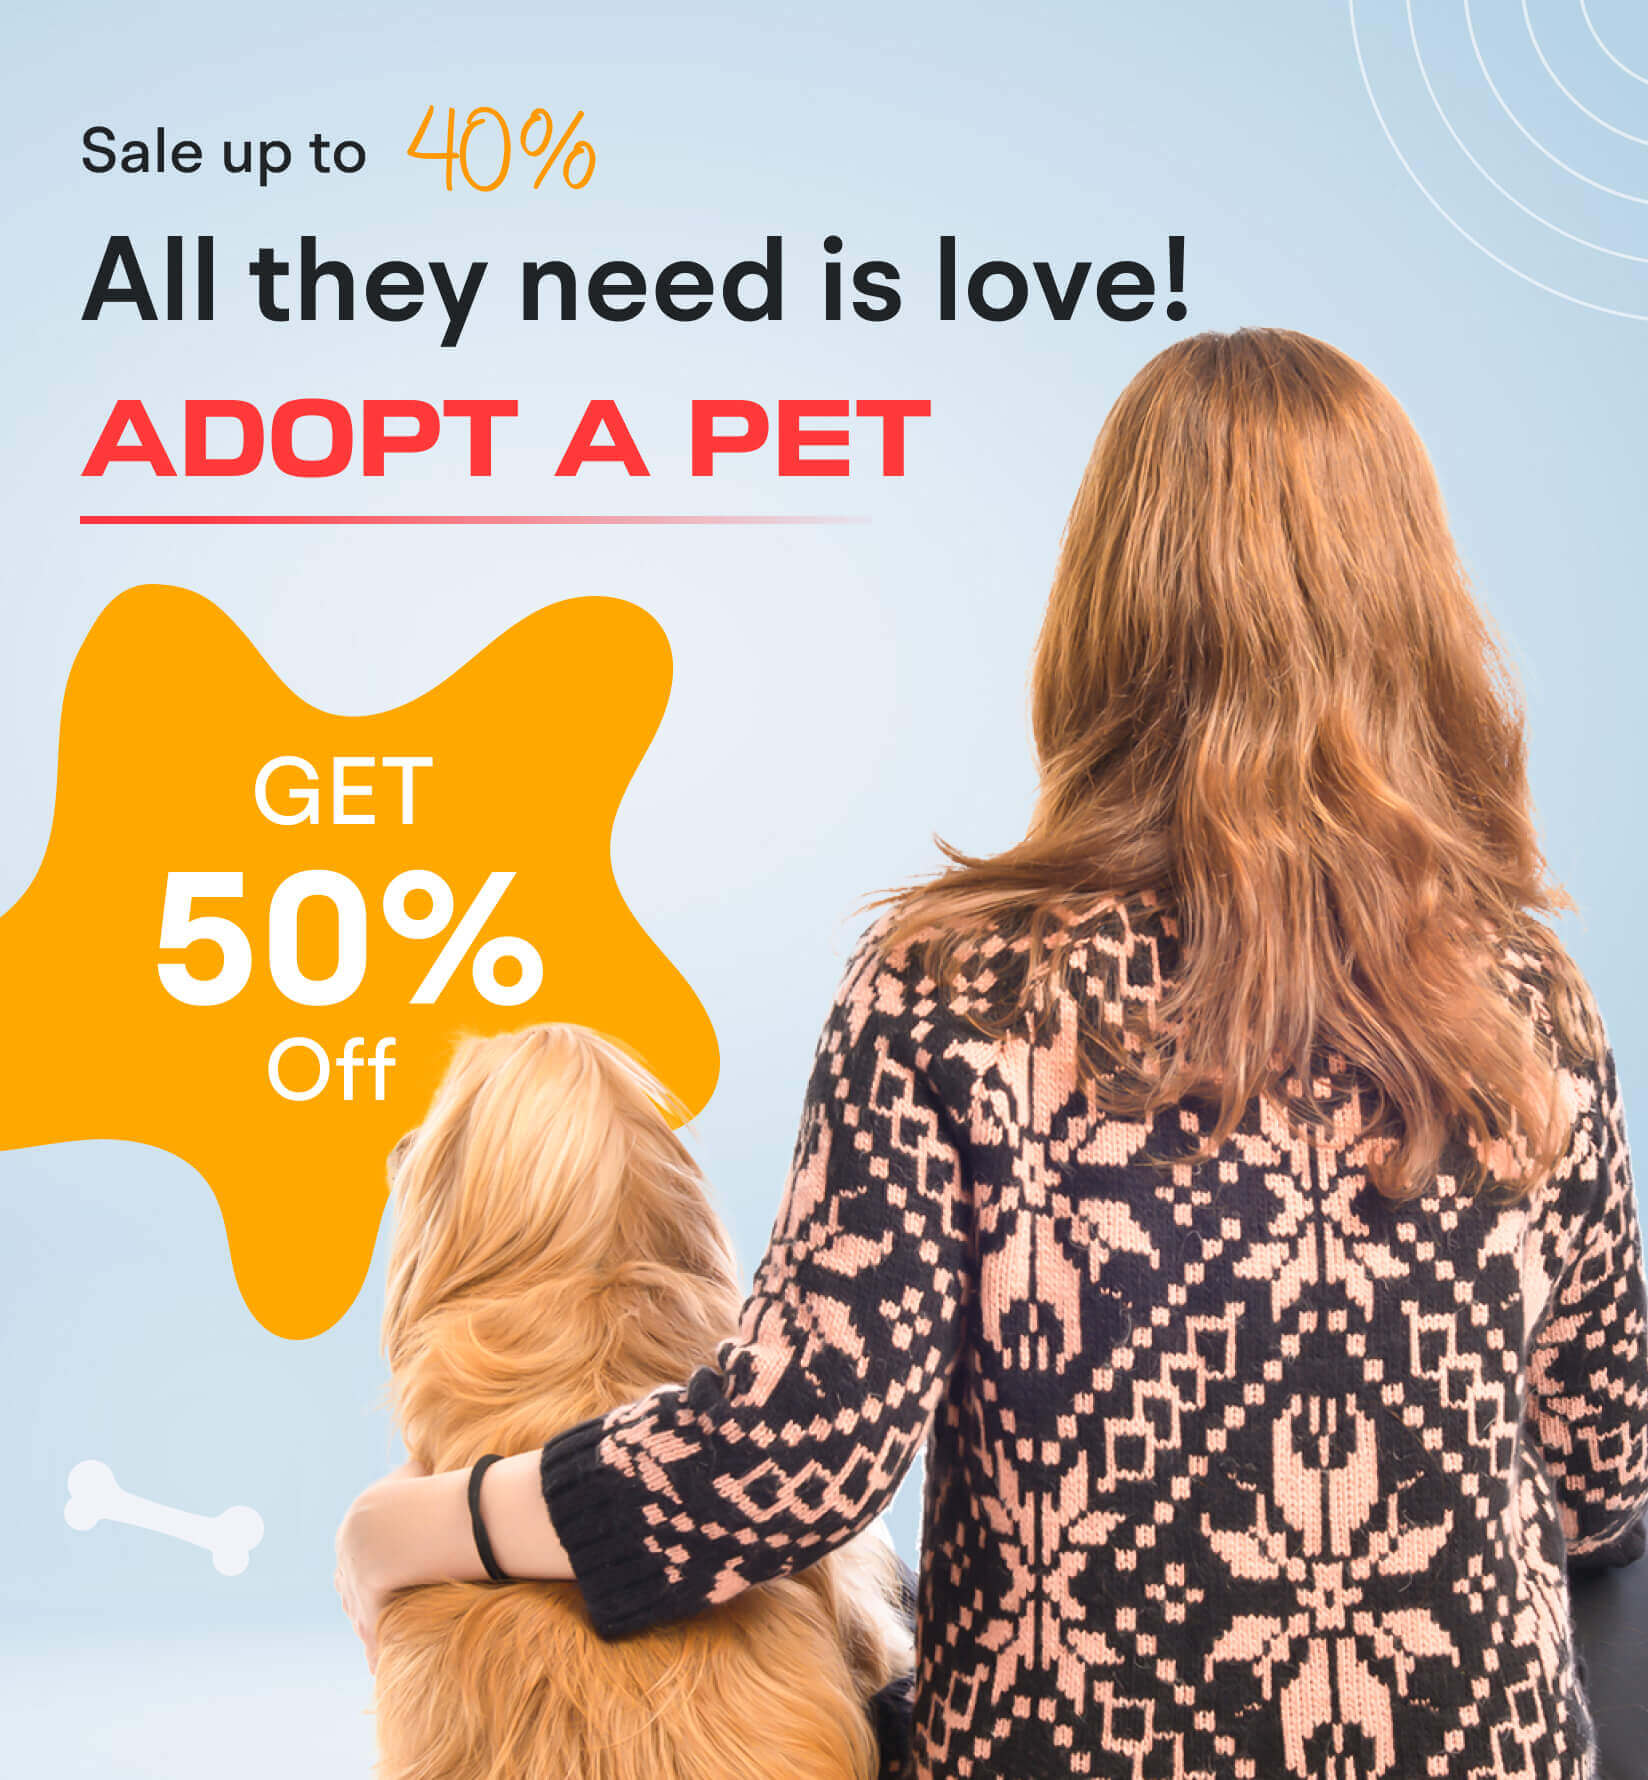 Sale up to 40%
All they need is love!
ADOPT A PET
GET
50%
Off